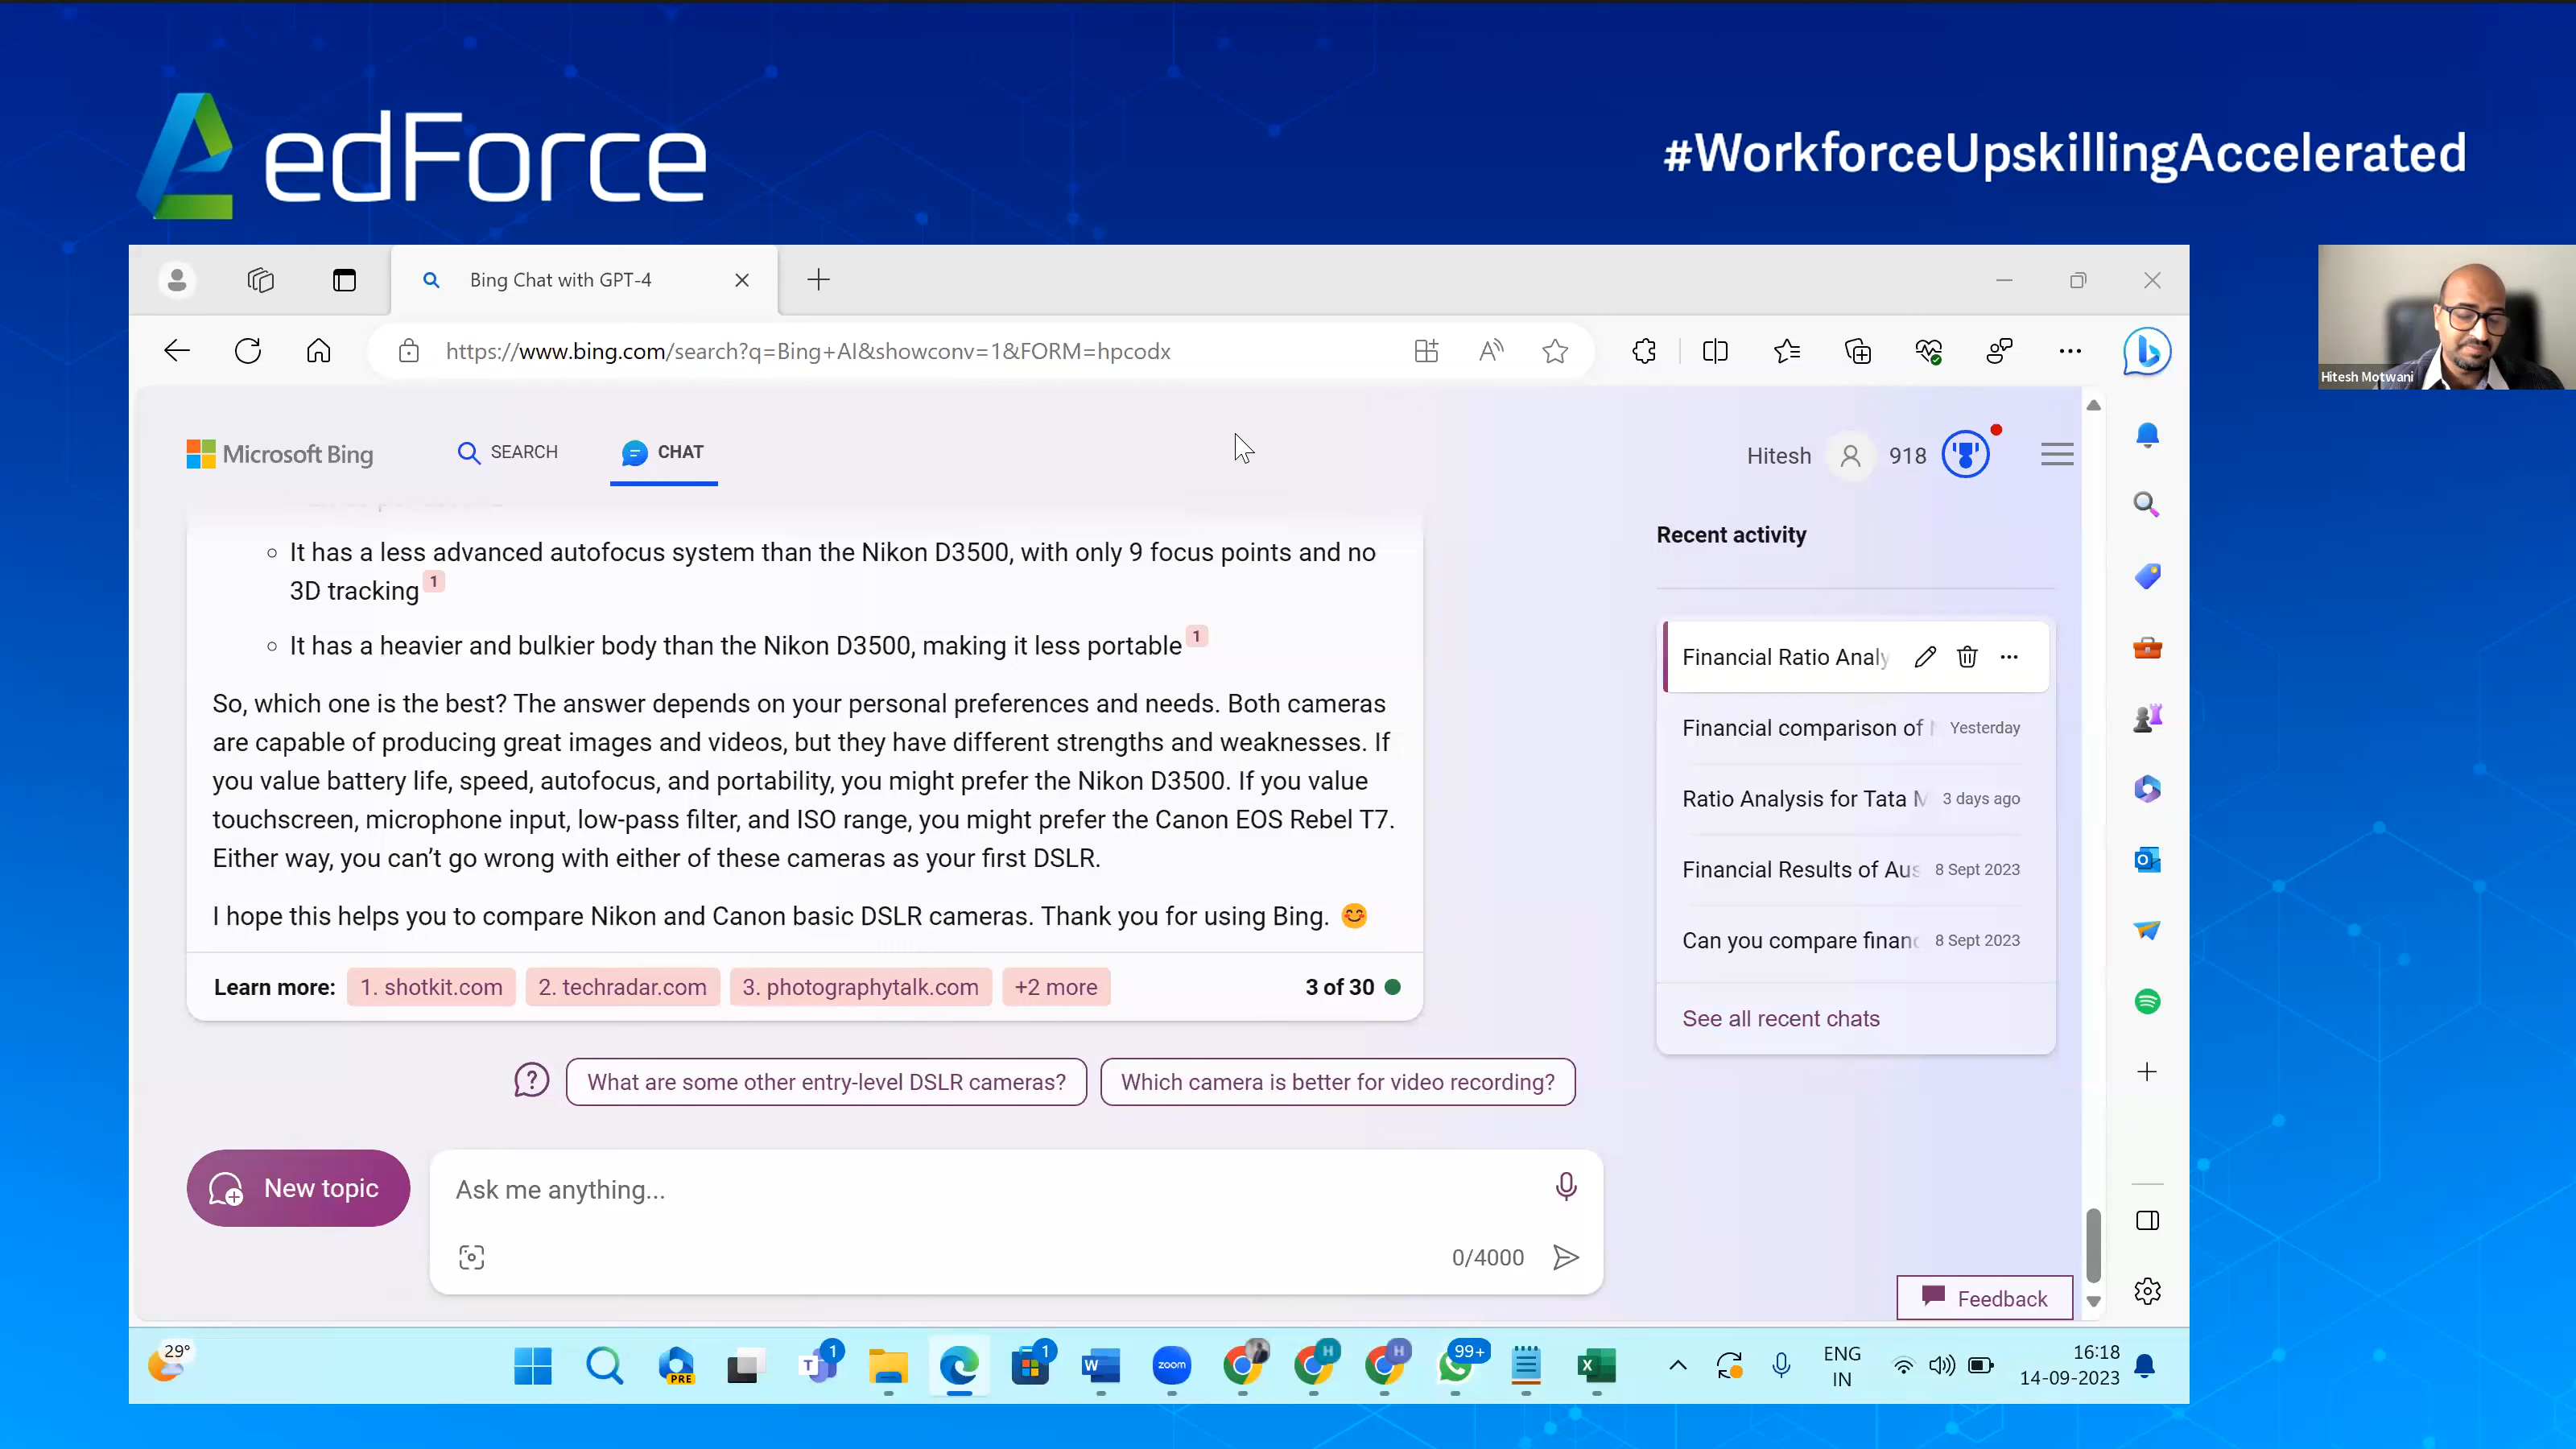 edForce
#WorkforceUpskillingAccelerated
Bing Chat with GPT-4
https://www.bing.com/search?q=Bing+AI&showconv=1&FORM=hpcodx
Hitesh Motwani
Microsoft Bing
SEARCH
CHAT
Hitesh
918
It has a less advanced autofocus system than the Nikon D3500, with only 9 focus points and no
3D tracking 1
It has a heavier and bulkier body than the Nikon D3500, making it less portable 1
So, which one is the best? The answer depends on your personal preferences and needs. Both cameras
are capable of producing great images and videos, but they have different strengths and weaknesses. If
you value battery life, speed, autofocus, and portability, you might prefer the Nikon D3500. If you value
touchscreen, microphone input, low-pass filter, and ISO range, you might prefer the Canon EOS Rebel T7.
Either way, you can't go wrong with either of these cameras as your first DSLR.
I hope this helps you to compare Nikon and Canon basic DSLR cameras. Thank you for using Bing. 😊
Learn more: 1. shotkit.com 2. techradar.com 3. photographytalk.com +2 more 3 of 30
Recent activity
Financial Ratio Analy
Financial comparison of Yesterday
Ratio Analysis for Tata M 3 days ago
Financial Results of Aus 8 Sept 2023
Can you compare financ 8 Sept 2023
See all recent chats
What are some other entry-level DSLR cameras?
Which camera is better for video recording?
New topic
Ask me anything...
0/4000
Feedback
29°
PRE
1
1
zoom
H
H
99+
ENG
IN
16:18
14-09-2023